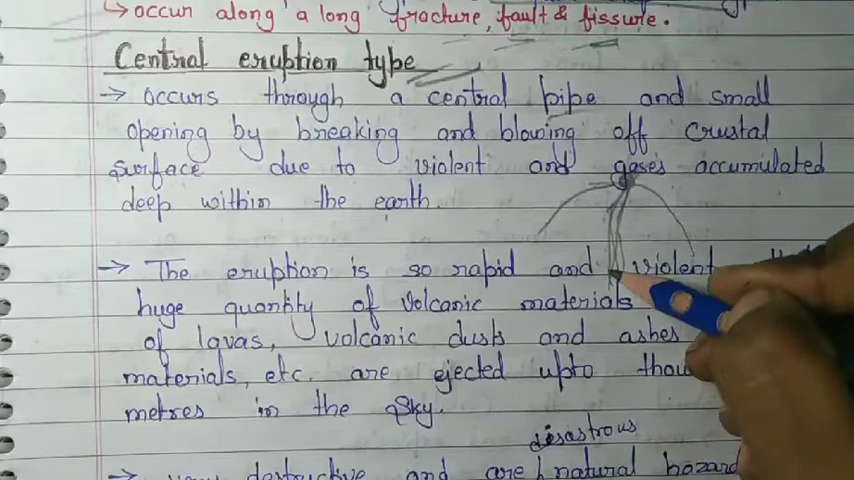 ↳ occur along a long fracture, fault & fissure.
Central eruption type
→ occurs through a central pipe and small
opening by breaking and blowing off crustal
surface due to violent and gases accumulated
deep within the earth.
→ The eruption is so rapid and violent
huge quantity of volcanic materials
of lavas, volcanic dusts and ashes
materials, etc. are ejected upto
metres in the sky.
disastrous
→ very destructive and are natural hazard